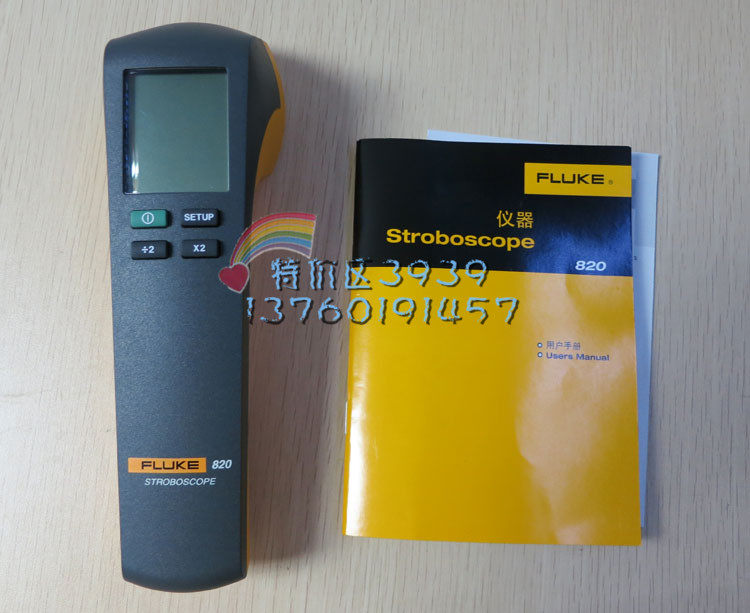 SETUP
÷2
X2
FLUKE 820
STROBOSCOPE
FLUKE®
仪器
Stroboscope
820
用户手册
Users Manual
特价区3939
13760191457